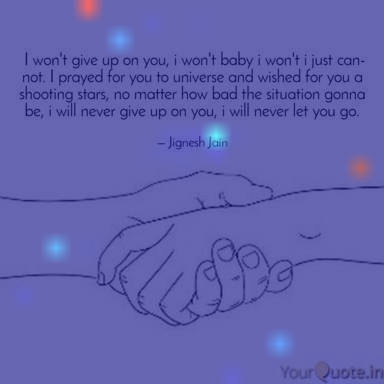 I won't give up on you, i won't baby i won't i just can-
not. I prayed for you to universe and wished for you a
shooting stars, no matter how bad the situation gonna
be, i will never give up on you, i will never let you go.
— Jignesh Jain
YourQuote.in